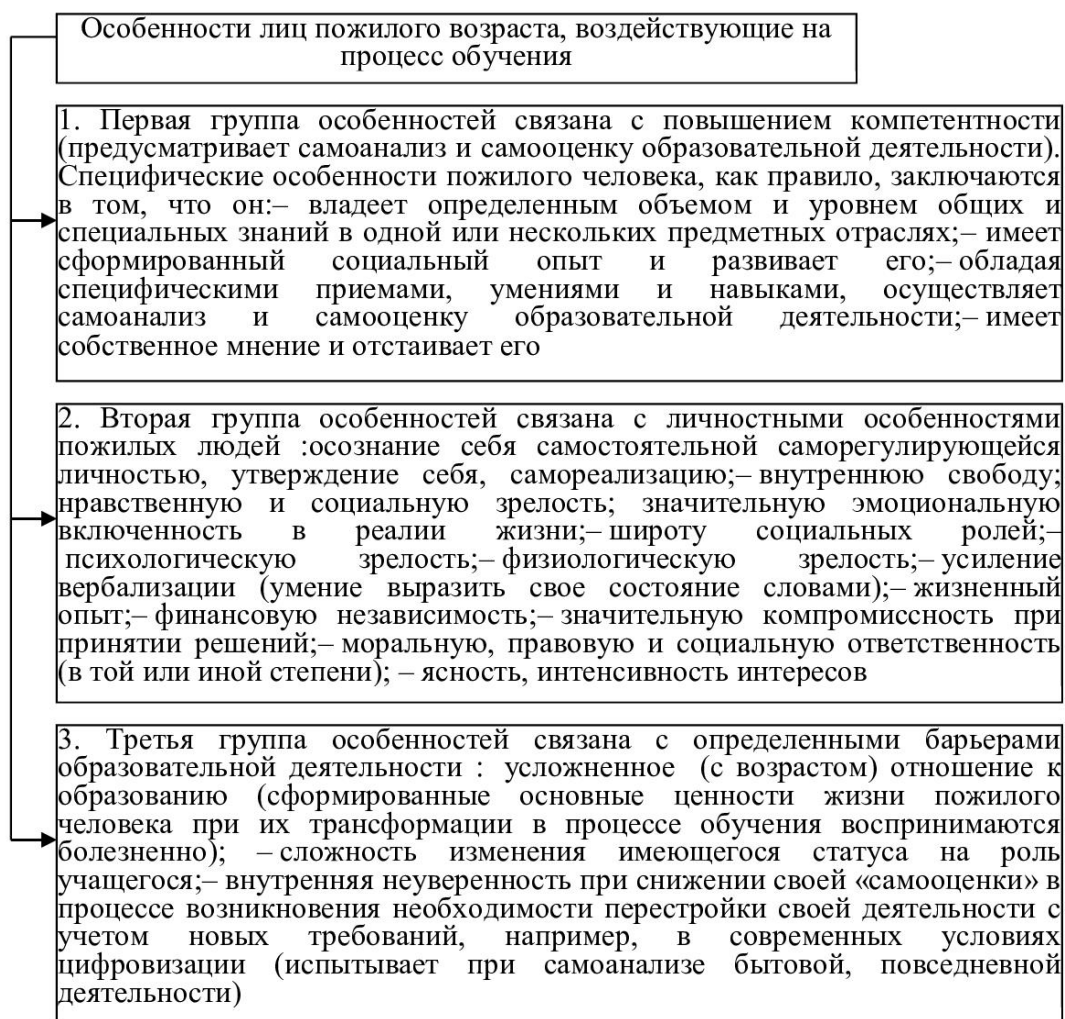 Особенности лиц пожилого возраста, воздействующие на
процесс обучения
1. Первая группа особенностей связана с повышением компетентности
(предусматривает самоанализ и самооценку образовательной деятельности).
Специфические особенности пожилого человека, как правило, заключаются
в том, что он:– владеет определенным объемом и уровнем общих и
специальных знаний в одной или нескольких предметных отраслях;– имеет
сформированный социальный опыт и развивает его;– обладая
специфическими приемами, умениями и навыками, осуществляет
самоанализ и самооценку образовательной деятельности;– имеет
собственное мнение и отстаивает его
2. Вторая группа особенностей связана с личностными особенностями
пожилых людей :осознание себя самостоятельной саморегулирующейся
личностью, утверждение себя, самореализацию;– внутреннюю свободу;
нравственную и социальную зрелость; значительную эмоциональную
включенность в реалии жизни;– широту социальных ролей;–
психологическую зрелость;– физиологическую зрелость;– усиление
вербализации (умение выразить свое состояние словами);– жизненный
опыт;– финансовую независимость;– значительную компромиссность при
принятии решений;– моральную, правовую и социальную ответственность
(в той или иной степени); – ясность, интенсивность интересов
3. Третья группа особенностей связана с определенными барьерами
образовательной деятельности : усложненное (с возрастом) отношение к
образованию (сформированные основные ценности жизни пожилого
человека при их трансформации в процессе обучения воспринимаются
болезненно); – сложность изменения имеющегося статуса на роль
учащегося;– внутренняя неуверенность при снижении своей «самооценки» в
процессе возникновения необходимости перестройки своей деятельности с
учетом новых требований, например, в современных условиях
цифровизации (испытывает при самоанализе бытовой, повседневной
деятельности)